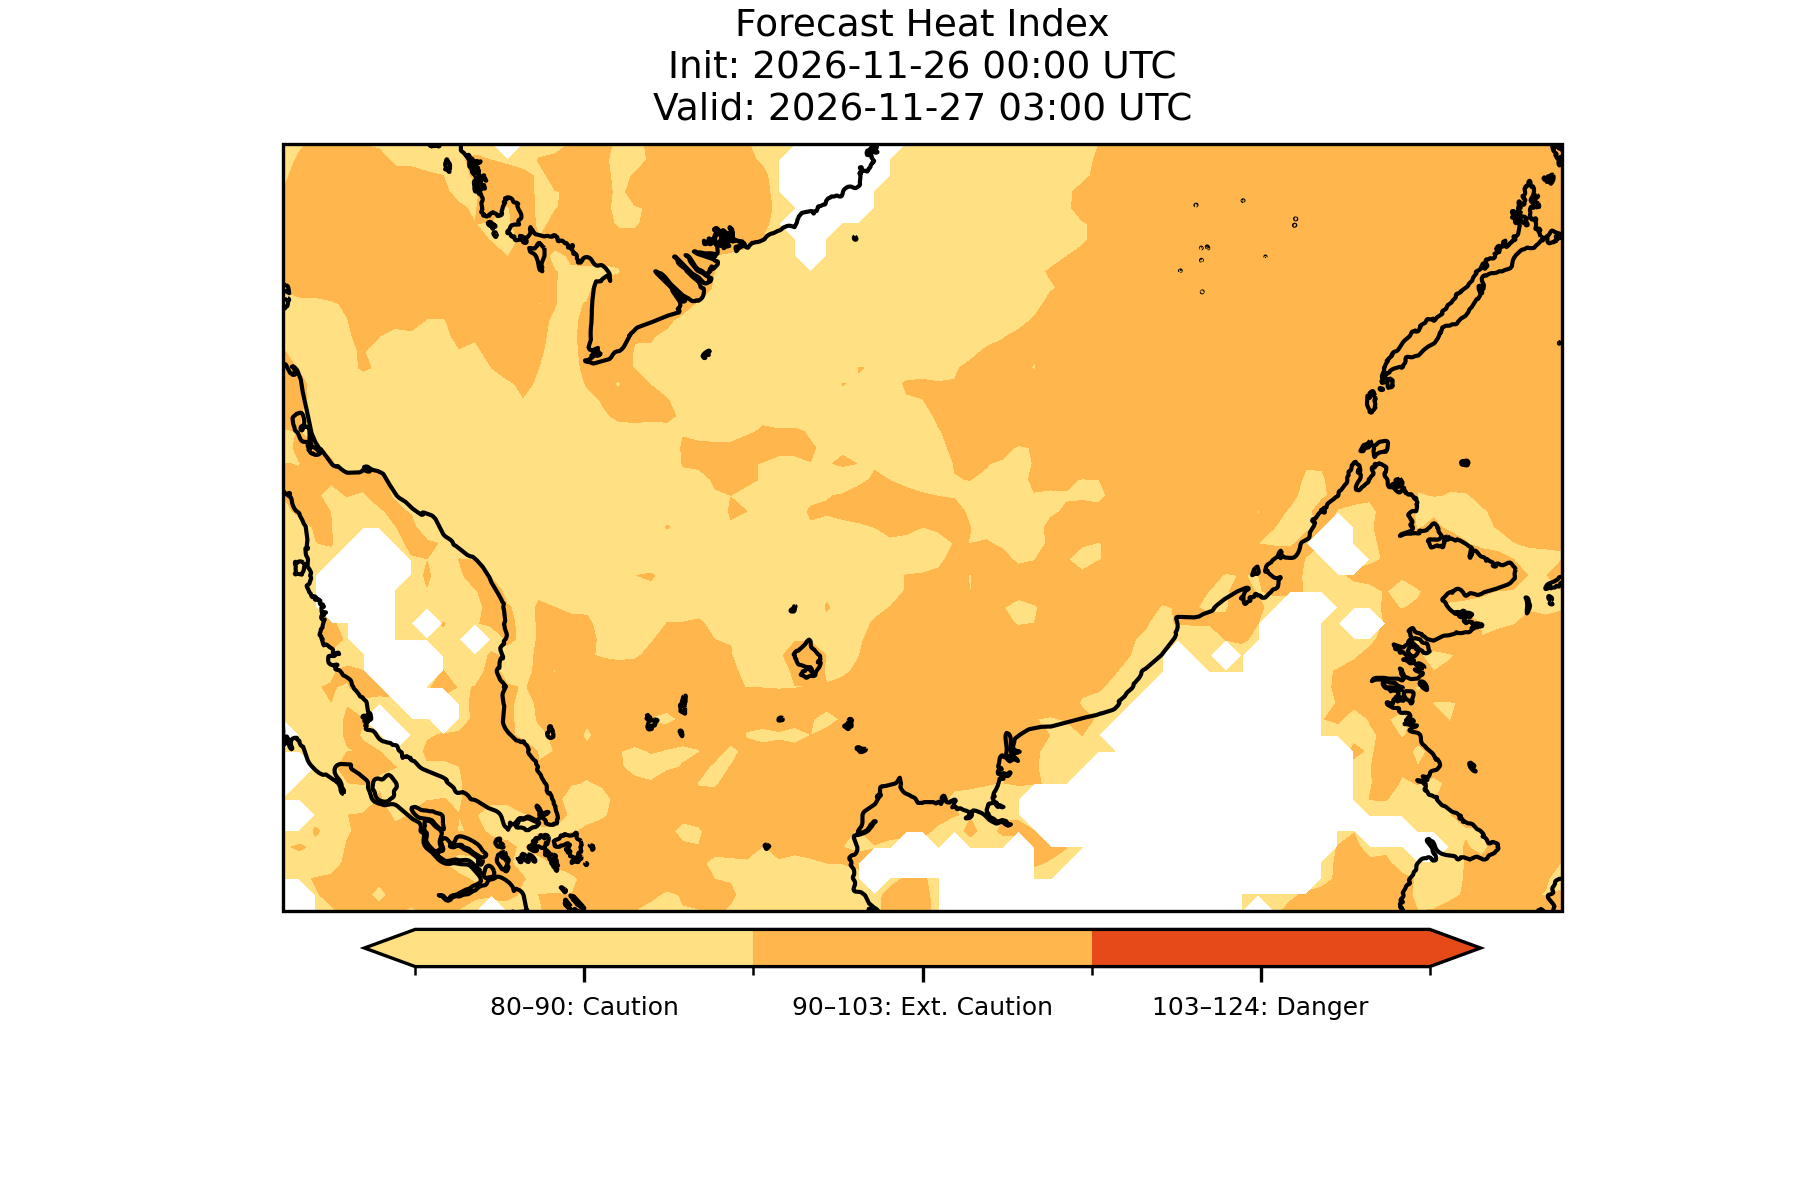 Forecast Heat Index
Init: 2026-11-26 00:00 UTC
Valid: 2026-11-27 03:00 UTC
80–90: Caution
90–103: Ext. Caution
103–124: Danger